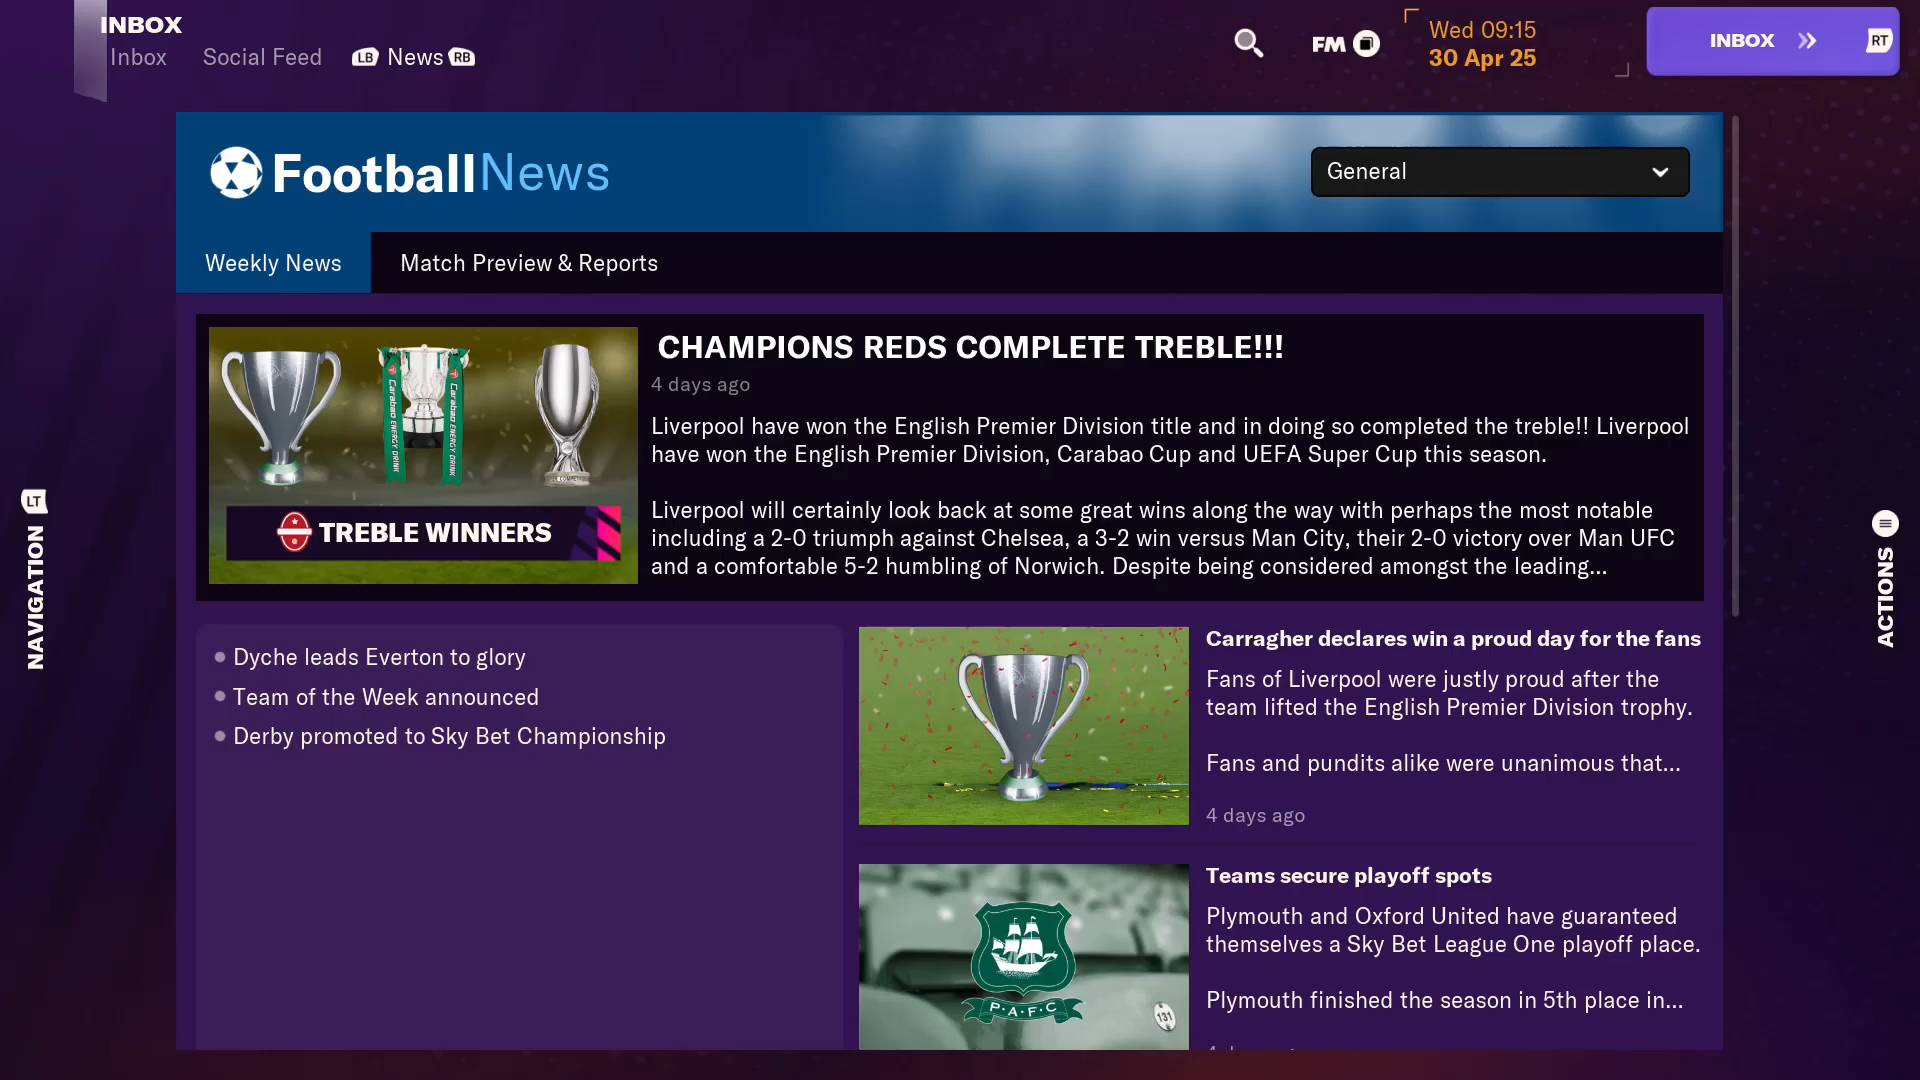 INBOX
Inbox
Social Feed
LB News RB
FM
Wed 09:15
30 Apr 25
INBOX
RT
FootballNews
General
Weekly News
Match Preview & Reports
Carabao ENERGY DRINK
Carabao ENERGY DRINK
TREBLE WINNERS
CHAMPIONS REDS COMPLETE TREBLE!!!
4 days ago
Liverpool have won the English Premier Division title and in doing so completed the treble!! Liverpool
have won the English Premier Division, Carabao Cup and UEFA Super Cup this season.
Liverpool will certainly look back at some great wins along the way with perhaps the most notable
including a 2-0 triumph against Chelsea, a 3-2 win versus Man City, their 2-0 victory over Man UFC
and a comfortable 5-2 humbling of Norwich. Despite being considered amongst the leading...
LT
NAVIGATION
ACTIONS
Dyche leads Everton to glory
Team of the Week announced
Derby promoted to Sky Bet Championship
Carragher declares win a proud day for the fans
Fans of Liverpool were justly proud after the
team lifted the English Premier Division trophy.
Fans and pundits alike were unanimous that...
4 days ago
P·A·F·C
131
Teams secure playoff spots
Plymouth and Oxford United have guaranteed
themselves a Sky Bet League One playoff place.
Plymouth finished the season in 5th place in...